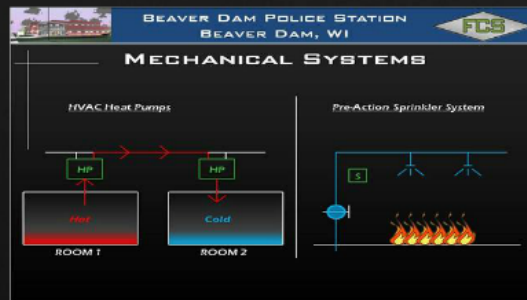 BEAVER DAM POLICE STATION
BEAVER DAM, WI
FCS
MECHANICAL SYSTEMS
HVAC Heat Pumps
Pre-Action Sprinkler System
HP
HP
S
Hot
Cold
ROOM 1
ROOM 2